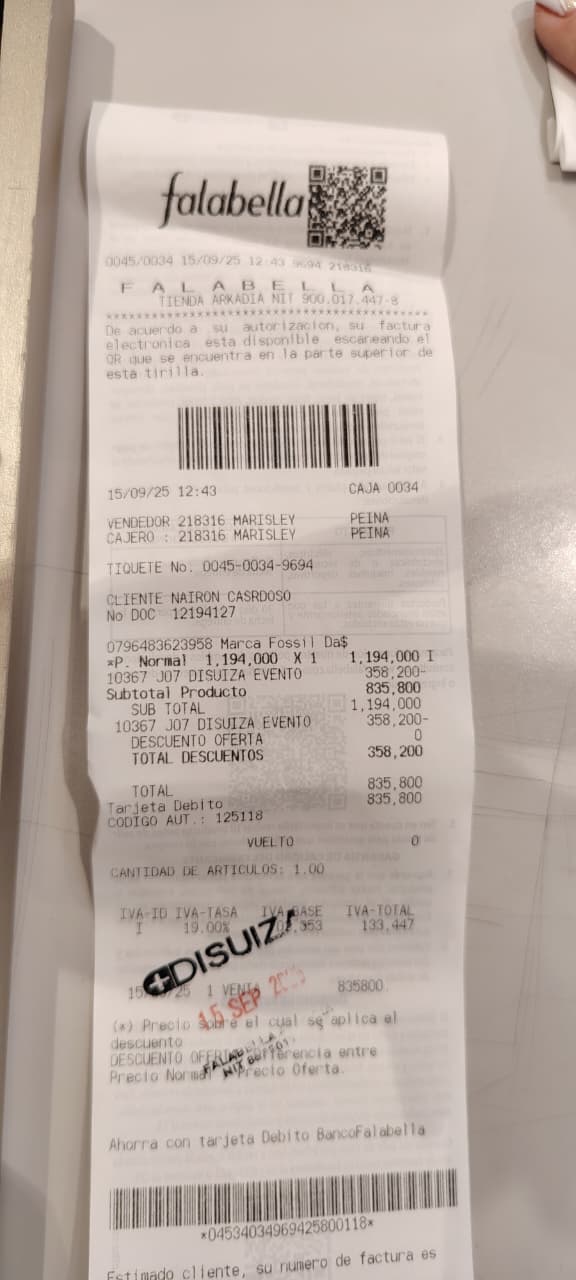 falabella
0045/0034 15/09/25 12:43 9694 218316
F A L A B E L L A
TIENDA ARKADIA NIT 900.017.447-8
****************************************
De acuerdo a su autorizacion, su factura
electronica esta disponible escaneando el
QR que se encuentra en la parte superior de
esta tirilla.
15/09/25 12:43 CAJA 0034
VENDEDOR 218316 MARISLEY PEINA
CAJERO : 218316 MARISLEY PEINA
TIQUETE No. 0045-0034-9694
CLIENTE NAIRON CASRDOSO
No DOC 12194127
0796483623958 Marca Fossil Da$
*P. Normal 1,194,000 X 1 1,194,000 I
10367 J07 DISUIZA EVENTO 358,200-
Subtotal Producto 835,800
SUB TOTAL 1,194,000
10367 J07 DISUIZA EVENTO 358,200-
DESCUENTO OFERTA 0
TOTAL DESCUENTOS 358,200
TOTAL 835,800
Tarjeta Debito 835,800
CODIGO AUT.: 125118
VUELTO 0
CANTIDAD DE ARTICULOS: 1.00
IVA-ID IVA-TASA IVA-BASE IVA-TOTAL
I 19.00% 133,447
DISUIZA
1 VENTA 835800
15 SEP
(*) Precio sobre el cual se aplica el
descuento
DESCUENTO OFERTA Diferencia entre
Precio Normal Precio Oferta.
FALABELLA
NIT
Ahorra con tarjeta Debito BancoFalabella
*04534034969425800118*
Estimado cliente, su numero de factura es